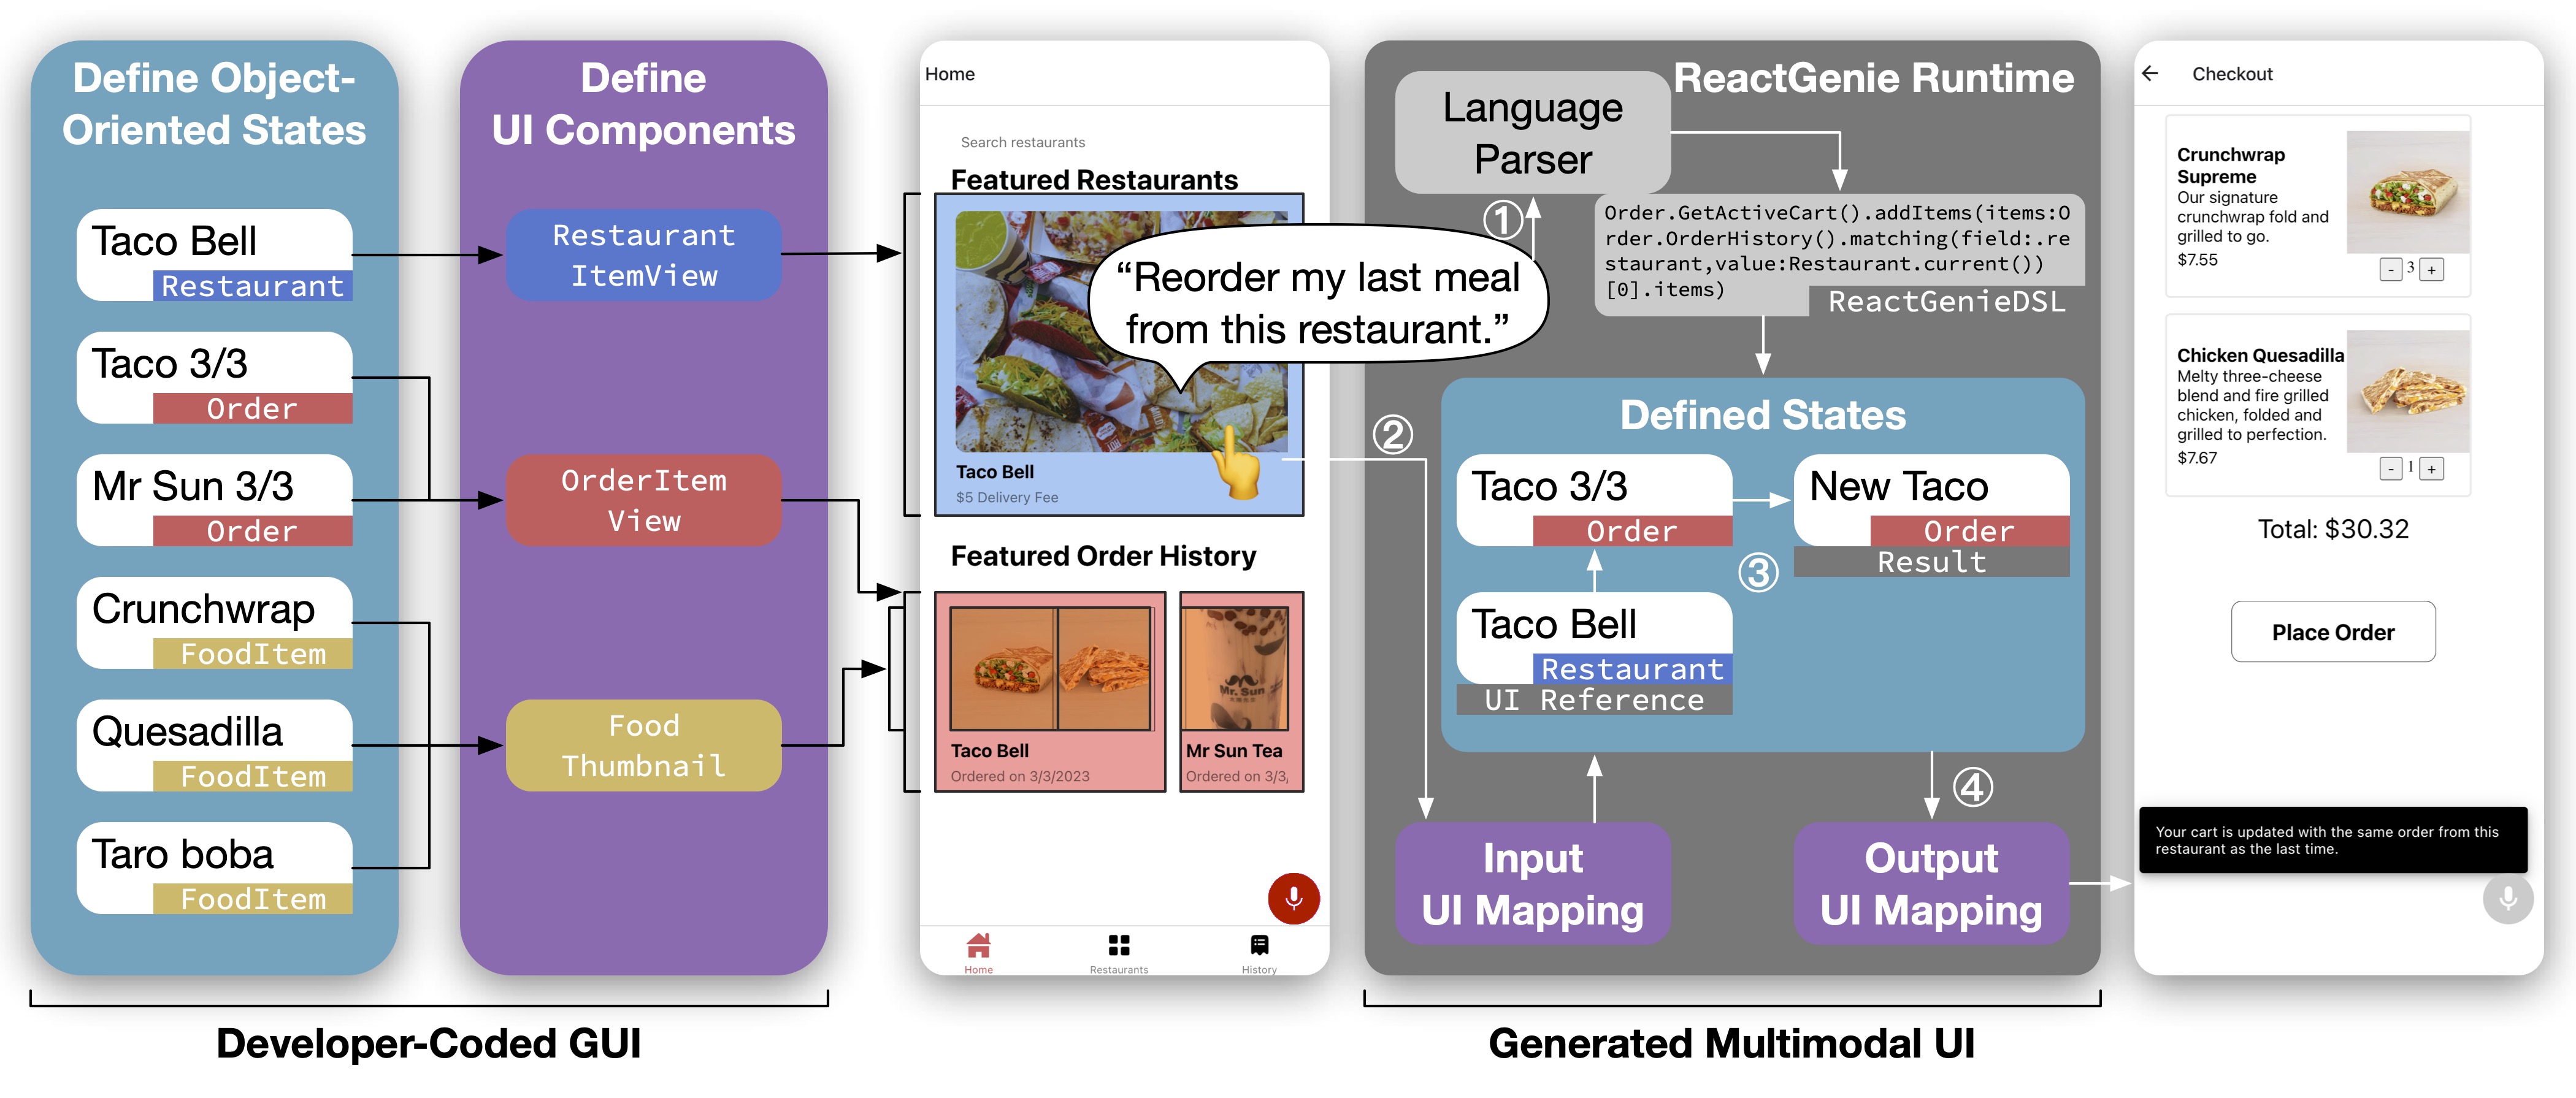 Define Object-
Oriented States
Taco Bell
Restaurant
Taco 3/3
Order
Mr Sun 3/3
Order
Crunchwrap
FoodItem
Quesadilla
FoodItem
Taro boba
FoodItem
Define
UI Components
Restaurant
ItemView
OrderItem
View
Food
Thumbnail
Developer-Coded GUI
Home
Search restaurants
Featured Restaurants
“Reorder my last meal
from this restaurant.”
Taco Bell
$5 Delivery Fee
Featured Order History
Mr. Sun
Taco Bell
Ordered on 3/3/2023
Mr Sun Tea
Ordered on 3/3,
Home
Restaurants
History
ReactGenie Runtime
Language
Parser
①
Order.GetActiveCart().addItems(items:O
rder.OrderHistory().matching(field:.re
staurant,value:Restaurant.current())
[0].items)
ReactGenieDSL
②
Defined States
Taco 3/3
Order
New Taco
Order
Result
③
Taco Bell
Restaurant
UI Reference
④
Input
UI Mapping
Output
UI Mapping
Generated Multimodal UI
Checkout
Crunchwrap
Supreme
Our signature
crunchwrap fold and
grilled to go.
$7.55
- 3 +
Chicken Quesadilla
Melty three-cheese
blend and fire grilled
chicken, folded and
grilled to perfection.
$7.67
- 1 +
Total: $30.32
Place Order
Your cart is updated with the same order from this
restaurant as the last time.